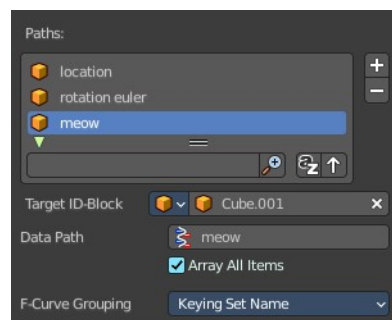 Paths:
location
rotation euler
meow
Target ID-Block Cube.001
Data Path meow
Array All Items
F-Curve Grouping Keying Set Name